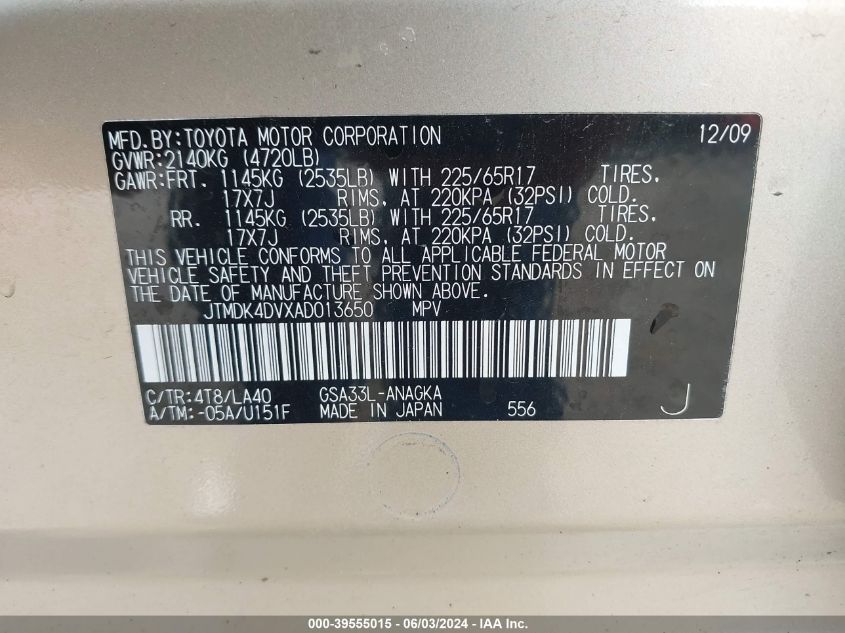 MFD.BY:TOYOTA MOTOR CORPORATION 12/09
GVWR:2140KG (4720LB)
GAWR:FRT. 1145KG (2535LB) WITH 225/65R17 TIRES.
17X7J RIMS, AT 220KPA (32PSI) COLD.
RR. 1145KG (2535LB) WITH 225/65R17 TIRES.
17X7J RIMS, AT 220KPA (32PSI) COLD.
THIS VEHICLE CONFORMS TO ALL APPLICABLE FEDERAL MOTOR
VEHICLE SAFETY AND THEFT PREVENTION STANDARDS IN EFFECT ON
THE DATE OF MANUFACTURE SHOWN ABOVE.
JTMDK4DVXAD013650 MPV
C/TR:4T8/LA40 GSA33L-ANAGKA
A/TM:-05A/U151F MADE IN JAPAN 556 J
000-39555015 - 06/03/2024 - IAA Inc.